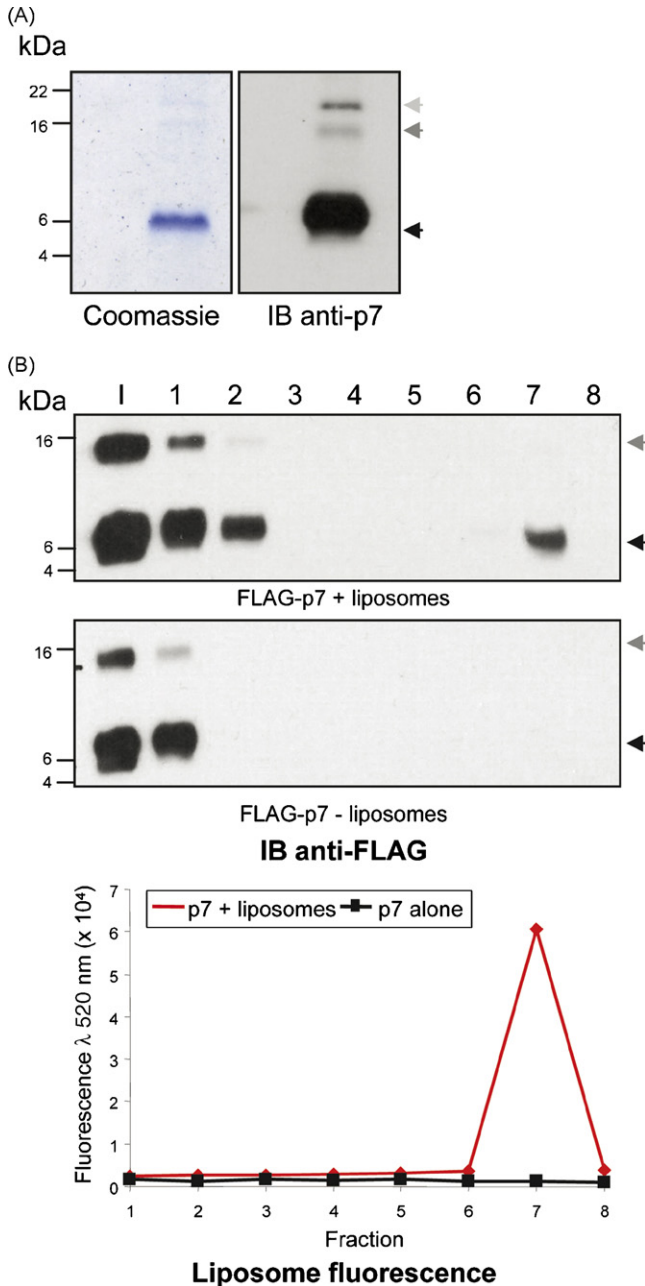 (A)
kDa
22
16
6
4
Coomassie IB anti-p7
(B)
kDa I 1 2 3 4 5 6 7 8
16
6
4
FLAG-p7 + liposomes
16
6
4
FLAG-p7 - liposomes
IB anti-FLAG
p7 + liposomes p7 alone
Fluorescence λ 520 nm (x 10⁴)
7
6
5
4
3
2
1
0
1 2 3 4 5 6 7 8
Fraction
Liposome fluorescence